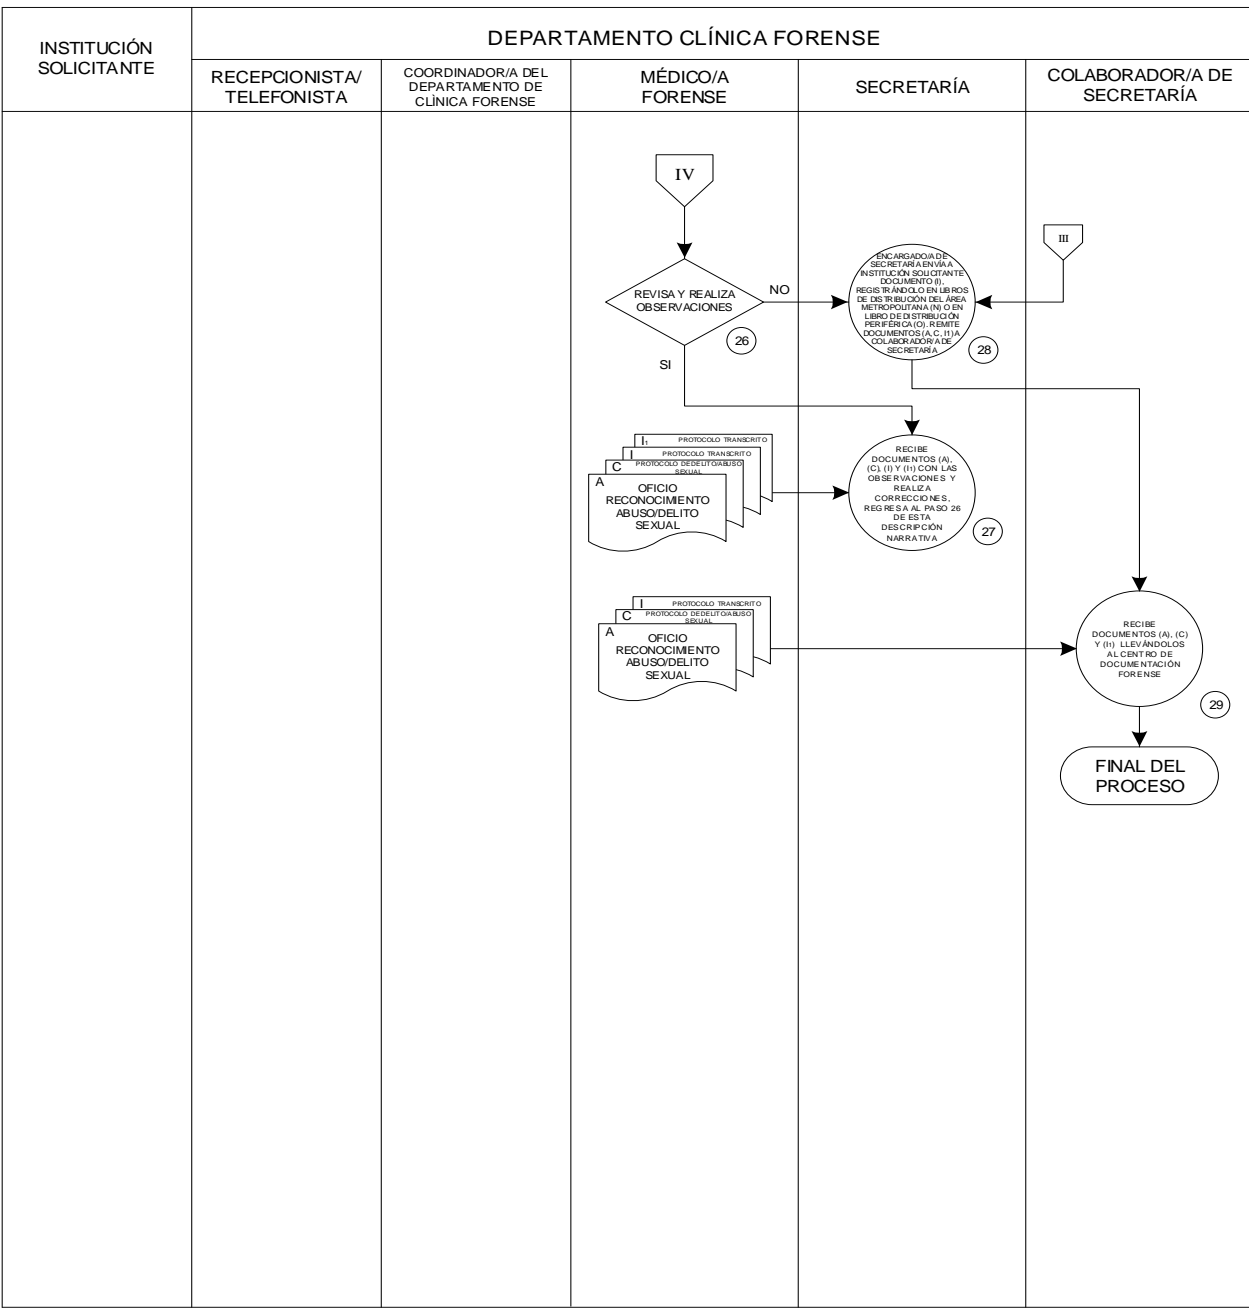 INSTITUCIÓN
SOLICITANTE
DEPARTAMENTO CLÍNICA FORENSE
RECEPCIONISTA/
TELEFONISTA
COORDINADOR/A DEL
DEPARTAMENTO DE
CLÌNICA FORENSE
MÉDICO/A
FORENSE
SECRETARÍA
COLABORADOR/A DE
SECRETARÍA
IV
III
REVISA Y REALIZA
OBSERVACIONES
26
NO
SI
ENCARGADO/A DE
SECRETARÍA ENVÍA A
INSTITUCIÓN SOLICITANTE
DOCUMENTO (I),
REGISTRÁNDOLO EN LIBROS
DE DISTRIBUCIÓN DEL ÁREA
METROPOLITANA (N) O EN
LIBRO DE DISTRIBUCIÓN
PERIFÉRICA (O). REMITE
DOCUMENTOS (A, C, I1) A
COLABORADOR/A DE
SECRETARÍA
28
I1 PROTOCOLO TRANSCRITO
I PROTOCOLO TRANSCRITO
C PROTOCOLO DE DELITO/ABUSO
SEXUAL
A
OFICIO
RECONOCIMIENTO
ABUSO/DELITO
SEXUAL
RECIBE
DOCUMENTOS (A),
(C), (I) Y (I1) CON LAS
OBSERVACIONES Y
REALIZA
CORRECCIONES,
REGRESA AL PASO 26
DE ESTA
DESCRIPCIÓN
NARRATIVA
27
I PROTOCOLO TRANSCRITO
C PROTOCOLO DE DELITO/ABUSO
SEXUAL
A
OFICIO
RECONOCIMIENTO
ABUSO/DELITO
SEXUAL
RECIBE
DOCUMENTOS (A), (C)
Y (I1) LLEVÁNDOLOS
AL CENTRO DE
DOCUMENTACIÓN
FORENSE
29
FINAL DEL
PROCESO